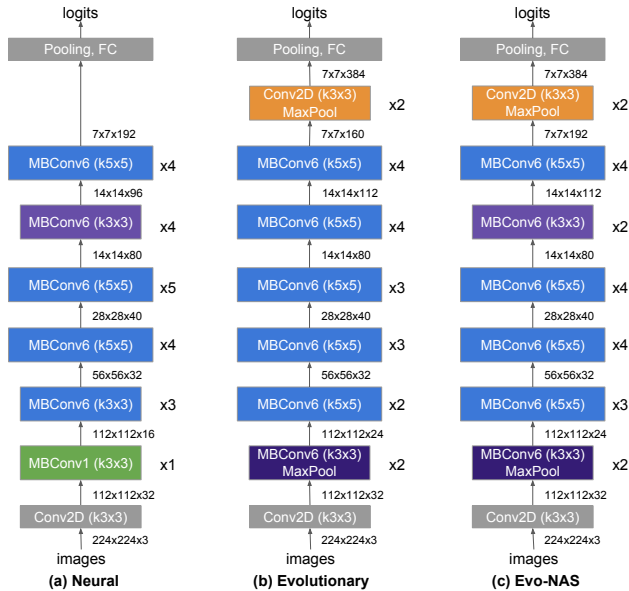 logits
Pooling, FC
7x7x192
MBConv6 (k5x5)
x4
14x14x96
MBConv6 (k3x3)
x4
14x14x80
MBConv6 (k5x5)
x5
28x28x40
MBConv6 (k5x5)
x4
56x56x32
MBConv6 (k3x3)
x3
112x112x16
MBConv1 (k3x3)
x1
112x112x32
Conv2D (k3x3)
224x224x3
images
(a) Neural
logits
Pooling, FC
7x7x384
Conv2D (k3x3)
MaxPool
x2
7x7x160
MBConv6 (k5x5)
x4
14x14x112
MBConv6 (k5x5)
x4
14x14x80
MBConv6 (k5x5)
x3
28x28x40
MBConv6 (k5x5)
x3
56x56x32
MBConv6 (k5x5)
x2
112x112x24
MBConv6 (k3x3)
MaxPool
x2
112x112x32
Conv2D (k3x3)
224x224x3
images
(b) Evolutionary
logits
Pooling, FC
7x7x384
Conv2D (k3x3)
MaxPool
x2
7x7x192
MBConv6 (k5x5)
x4
14x14x112
MBConv6 (k3x3)
x2
14x14x80
MBConv6 (k5x5)
x4
28x28x40
MBConv6 (k5x5)
x4
56x56x32
MBConv6 (k5x5)
x3
112x112x24
MBConv6 (k3x3)
MaxPool
x2
112x112x32
Conv2D (k3x3)
224x224x3
images
(c) Evo-NAS